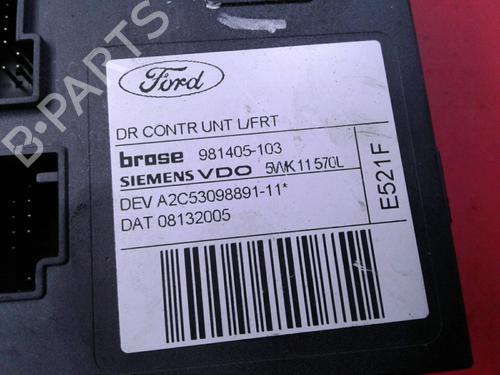 Ford
DR CONTR UNT L/FRT
brose 981405-103
SIEMENS VDO 5WK11570L
DEV A2C53098891-11*
DAT 08132005
E521F
B-PARTS